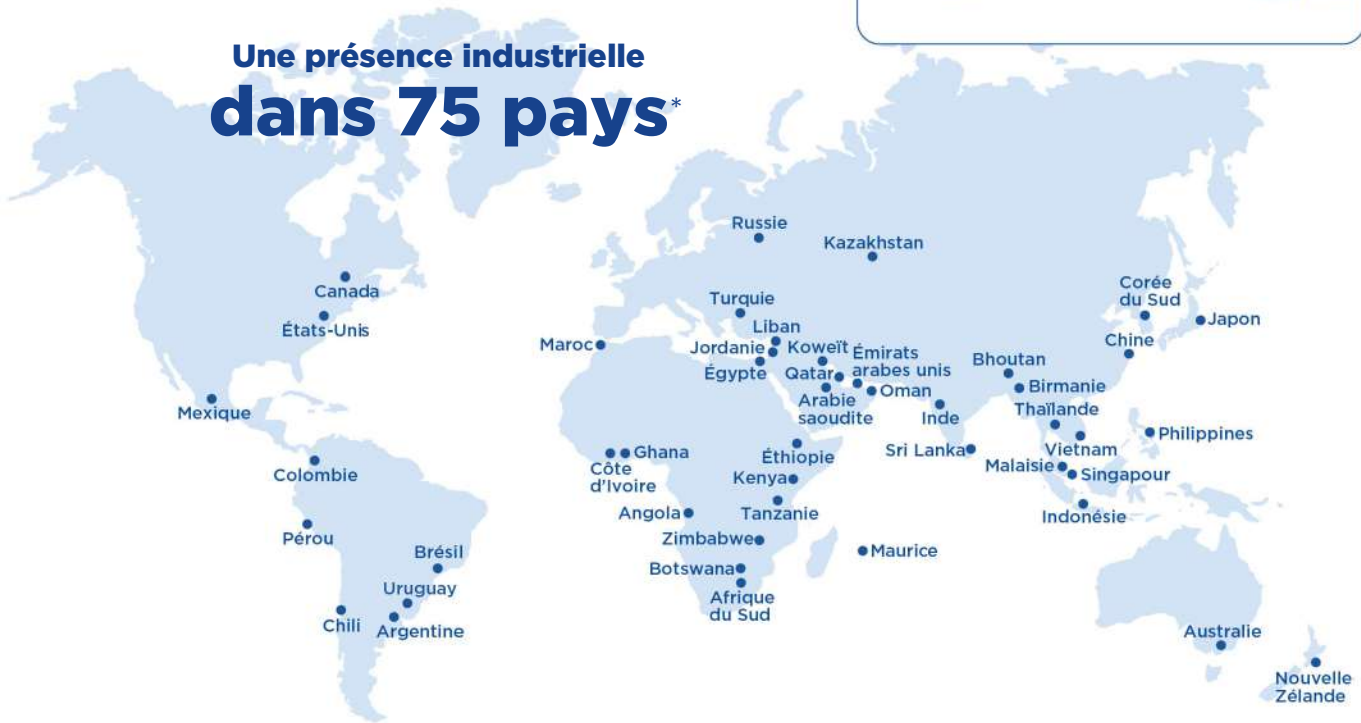 Une présence industrielle
dans 75 pays*
Russie
Kazakhstan
Canada
Corée
du Sud
Turquie
États-Unis
Liban
Japon
Maroc
Jordanie
Koweït
Émirats
arabes unis
Chine
Égypte
Qatar
Bhoutan
Oman
Birmanie
Arabie
saoudite
Inde
Thaïlande
Mexique
Philippines
Ghana
Éthiopie
Sri Lanka
Vietnam
Côte
d'Ivoire
Colombie
Malaisie
Singapour
Kenya
Angola
Tanzanie
Indonésie
Pérou
Zimbabwe
Brésil
Maurice
Botswana
Uruguay
Afrique
du Sud
Chili
Argentine
Australie
Nouvelle
Zélande